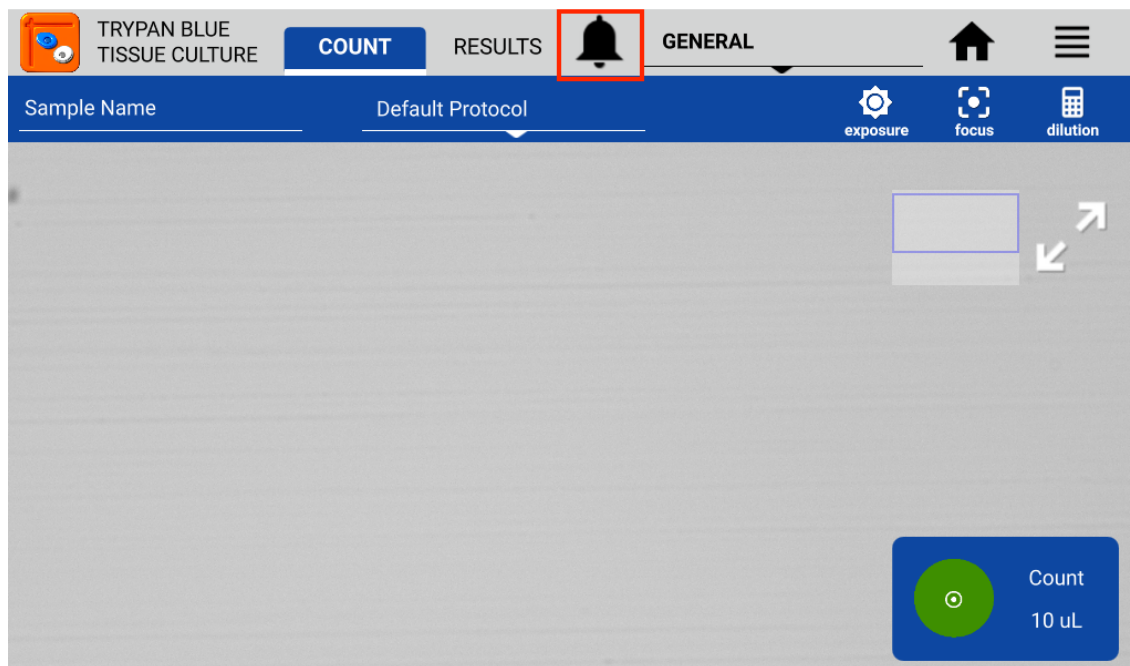 TRYPAN BLUE
TISSUE CULTURE
COUNT
RESULTS
GENERAL
Sample Name
Default Protocol
exposure
focus
dilution
Count
10 uL